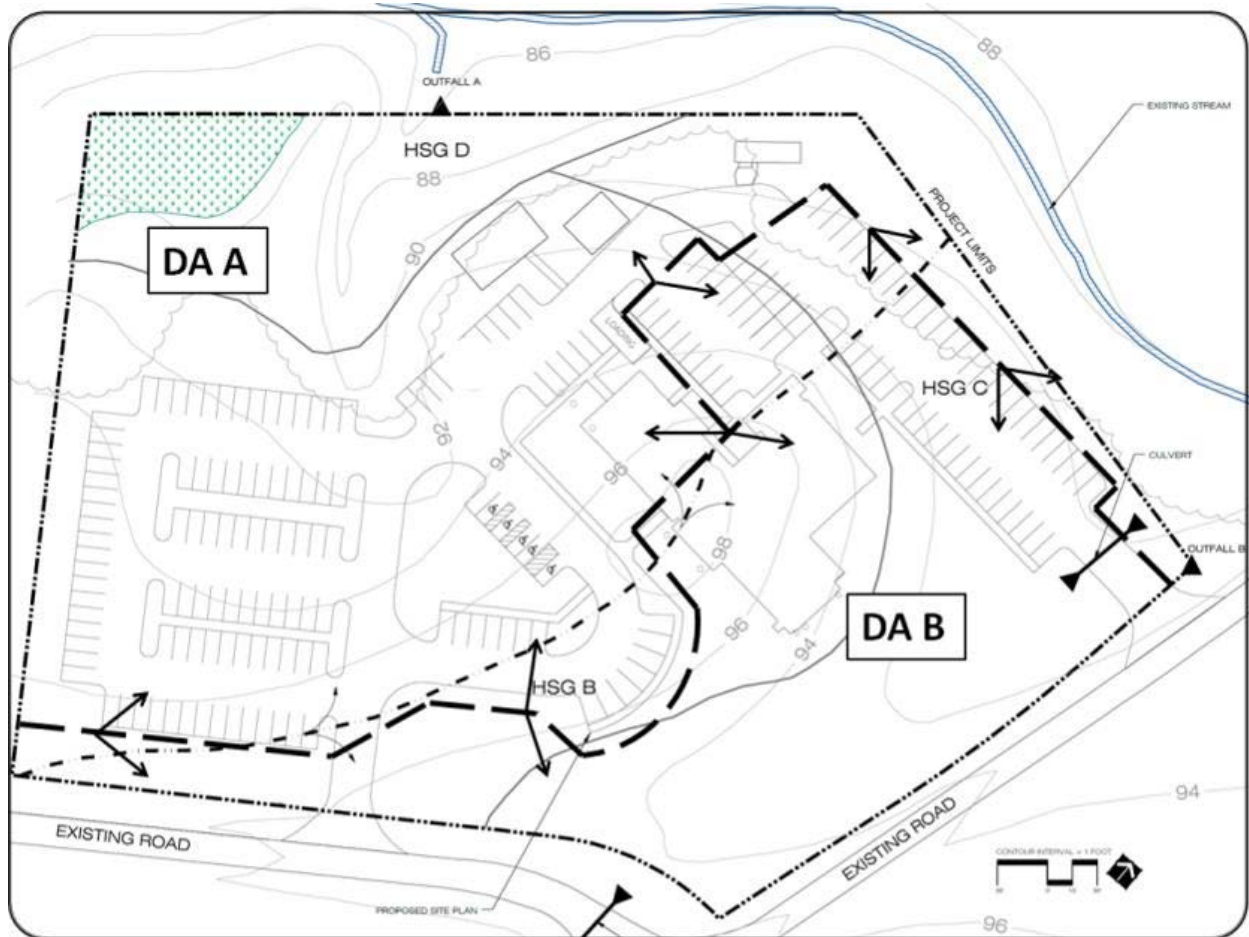 86
88
OUTFALL A
EXISTING STREAM
HSG D
88
PROJECT LIMITS
DA A
90
LOADING
HSG C
92
94
96
CULVERT
98
OUTFALL B
96
DA B
94
HSG B
94
EXISTING ROAD
EXISTING ROAD
CONTOUR INTERVAL = 1 FOOT
PROPOSED SITE PLAN
96